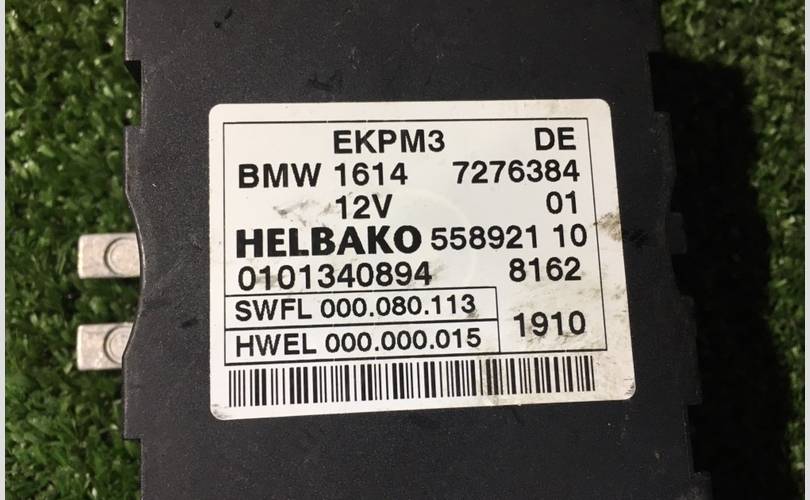 EKPM3 DE
BMW 1614 7276384
12V 01
HELBAKO 558921 10
0101340894 8162
SWFL 000.080.113
HWEL 000.000.015 1910